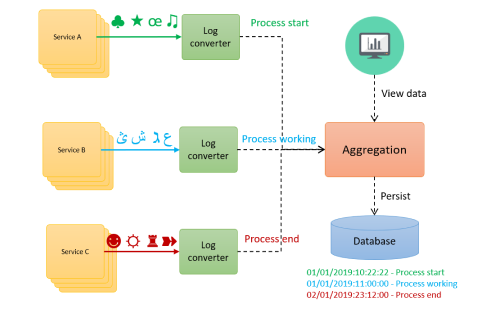 Service A
♣ ★ œ ♫
Log
converter
Process start
View data
Service B
ئ ش ڋ ع
Log
converter
Process working
Aggregation
Persist
Service C
Log
converter
Process end
Database
01/01/2019:10:22:22 - Process start
01/01/2019:11:00:00 - Process working
02/01/2019:23:12:00 - Process end